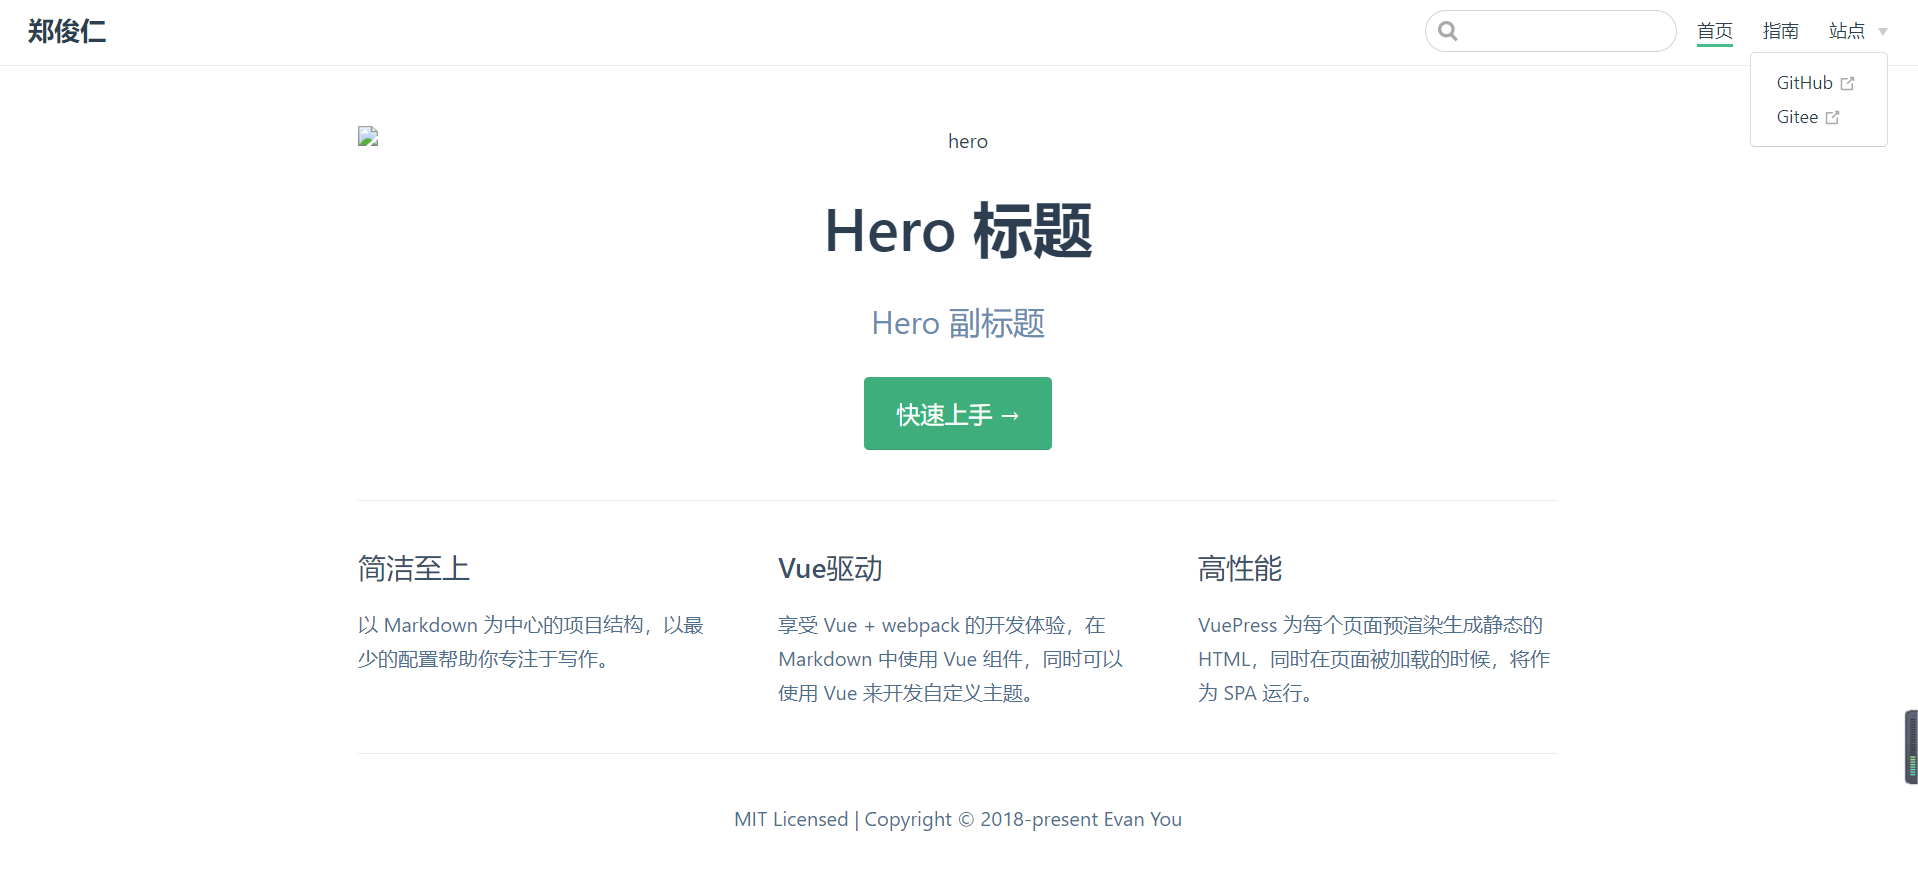 郑俊仁
首页 指南 站点
GitHub
Gitee
hero
Hero 标题
Hero 副标题
快速上手 →
简洁至上
以 Markdown 为中心的项目结构，以最
少的配置帮助你专注于写作。
Vue驱动
享受 Vue + webpack 的开发体验，在
Markdown 中使用 Vue 组件，同时可以
使用 Vue 来开发自定义主题。
高性能
VuePress 为每个页面预渲染生成静态的
HTML，同时在页面被加载的时候，将作
为 SPA 运行。
MIT Licensed | Copyright © 2018-present Evan You